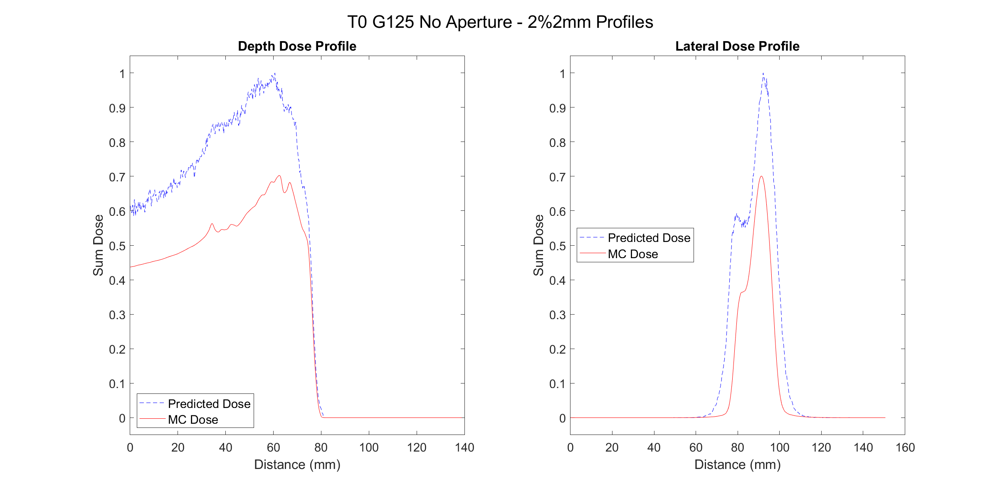 T0 G125 No Aperture - 2%2mm Profiles
Depth Dose Profile
Sum Dose
1
0.9
0.8
0.7
0.6
0.5
0.4
0.3
0.2
0.1
0
Predicted Dose
MC Dose
0 20 40 60 80 100 120 140
Distance (mm)
Lateral Dose Profile
Sum Dose
1
0.9
0.8
0.7
0.6
0.5
0.4
0.3
0.2
0.1
0
Predicted Dose
MC Dose
0 20 40 60 80 100 120 140 160
Distance (mm)